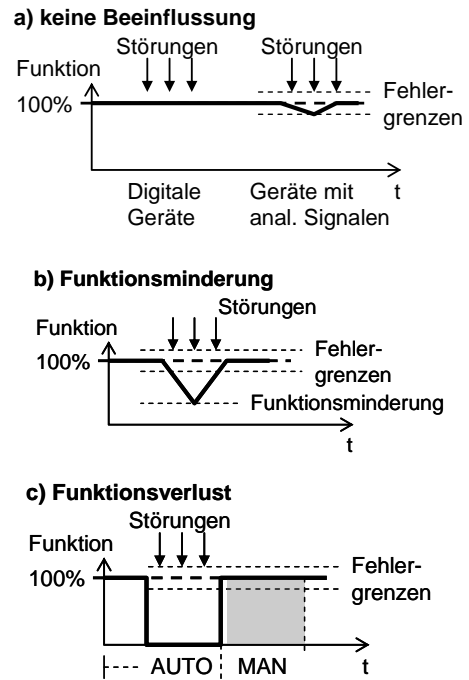 a) keine Beeinflussung
Störungen Störungen
Funktion
100%
Fehler-
grenzen
Digitale
Geräte
Geräte mit
anal. Signalen
t
b) Funktionsminderung
Störungen
Funktion
100%
Fehler-
grenzen
Funktionsminderung
t
c) Funktionsverlust
Störungen
Funktion
100%
Fehler-
grenzen
AUTO MAN t